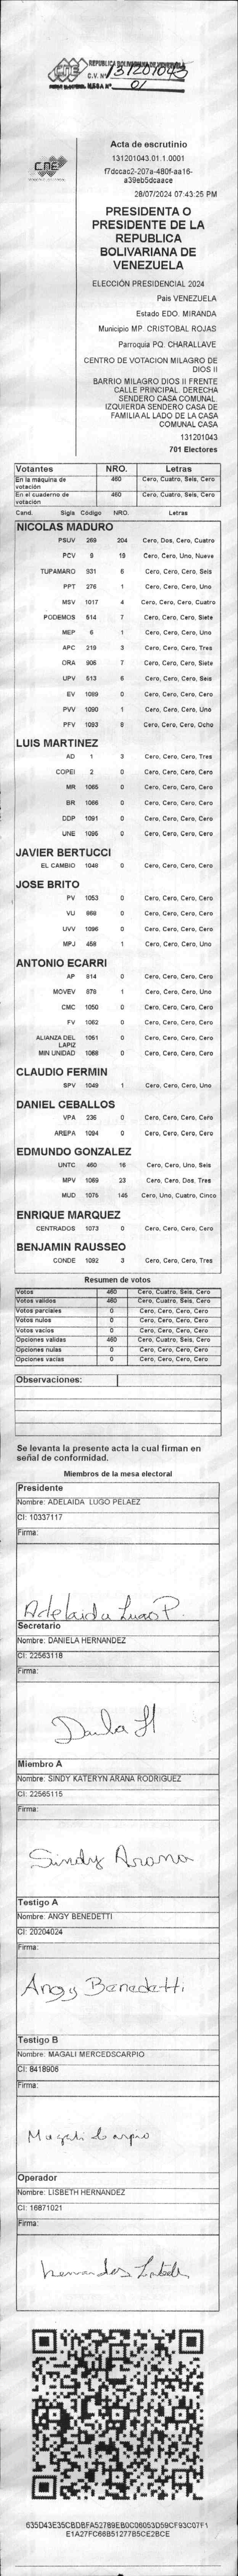 CNE
REPUBLICA BOLIVARIANA DE VENEZUELA
C.V. Nº 131201043
MESA Nº 01
CNE
Acta de escrutinio
131201043.01.1.0001
f7dccac2-207a-480f-aa16-
a39eb5dcaace
28/07/2024 07:43:25 PM
PRESIDENTA O
PRESIDENTE DE LA
REPUBLICA
BOLIVARIANA DE
VENEZUELA
ELECCIÓN PRESIDENCIAL 2024
Pais VENEZUELA
Estado EDO. MIRANDA
Municipio MP. CRISTOBAL ROJAS
Parroquia PQ. CHARALLAVE
CENTRO DE VOTACION MILAGRO DE
DIOS II
BARRIO MILAGRO DIOS II FRENTE
CALLE PRINCIPAL. DERECHA
SENDERO CASA COMUNAL.
IZQUIERDA SENDERO CASA DE
FAMILIA AL LADO DE LA CASA
COMUNAL CASA
131201043
701 Electores
Votantes NRO. Letras
En la máquina de votación 460 Cero, Cuatro, Seis, Cero
En el cuaderno de votación 460 Cero, Cuatro, Seis, Cero
Cand. Sigla Código NRO. Letras
NICOLAS MADURO
PSUV 269 204 Cero, Dos, Cero, Cuatro
PCV 9 19 Cero, Cero, Uno, Nueve
TUPAMARO 931 6 Cero, Cero, Cero, Seis
PPT 276 1 Cero, Cero, Cero, Uno
MSV 1017 4 Cero, Cero, Cero, Cuatro
PODEMOS 514 7 Cero, Cero, Cero, Siete
MEP 6 1 Cero, Cero, Cero, Uno
APC 219 3 Cero, Cero, Cero, Tres
ORA 906 7 Cero, Cero, Cero, Siete
UPV 513 6 Cero, Cero, Cero, Seis
EV 1089 0 Cero, Cero, Cero, Cero
PVV 1090 1 Cero, Cero, Cero, Uno
PFV 1093 8 Cero, Cero, Cero, Ocho
LUIS MARTINEZ
AD 1 3 Cero, Cero, Cero, Tres
COPEI 2 0 Cero, Cero, Cero, Cero
MR 1065 0 Cero, Cero, Cero, Cero
BR 1066 0 Cero, Cero, Cero, Cero
DDP 1091 0 Cero, Cero, Cero, Cero
UNE 1095 0 Cero, Cero, Cero, Cero
JAVIER BERTUCCI
EL CAMBIO 1048 0 Cero, Cero, Cero, Cero
JOSE BRITO
PV 1053 0 Cero, Cero, Cero, Cero
VU 868 0 Cero, Cero, Cero, Cero
UVV 1096 0 Cero, Cero, Cero, Cero
MPJ 458 1 Cero, Cero, Cero, Uno
ANTONIO ECARRI
AP 814 0 Cero, Cero, Cero, Cero
MOVEV 878 1 Cero, Cero, Cero, Uno
CMC 1050 0 Cero, Cero, Cero, Cero
FV 1062 0 Cero, Cero, Cero, Cero
ALIANZA DEL LAPIZ 1051 0 Cero, Cero, Cero, Cero
MIN UNIDAD 1088 0 Cero, Cero, Cero, Cero
CLAUDIO FERMIN
SPV 1049 1 Cero, Cero, Cero, Uno
DANIEL CEBALLOS
VPA 236 0 Cero, Cero, Cero, Cero
AREPA 1094 0 Cero, Cero, Cero, Cero
EDMUNDO GONZALEZ
UNTC 460 16 Cero, Cero, Uno, Seis
MPV 1069 23 Cero, Cero, Dos, Tres
MUD 1075 145 Cero, Uno, Cuatro, Cinco
ENRIQUE MARQUEZ
CENTRADOS 1073 0 Cero, Cero, Cero, Cero
BENJAMIN RAUSSEO
CONDE 1092 3 Cero, Cero, Cero, Tres
Resumen de votos
Votos 460 Cero, Cuatro, Seis, Cero
Votos validos 460 Cero, Cuatro, Seis, Cero
Votos parciales 0 Cero, Cero, Cero, Cero
Votos nulos 0 Cero, Cero, Cero, Cero
Votos vacios 0 Cero, Cero, Cero, Cero
Opciones validas 460 Cero, Cuatro, Seis, Cero
Opciones nulas 0 Cero, Cero, Cero, Cero
Opciones vacias 0 Cero, Cero, Cero, Cero
Observaciones:
Se levanta la presente acta la cual firman en
señal de conformidad.
Miembros de la mesa electoral
Presidente
Nombre: ADELAIDA LUGO PELAEZ
CI: 10337117
Firma:
Adelaida Lugo P.
Secretario
Nombre: DANIELA HERNANDEZ
CI: 22563118
Firma:
Miembro A
Nombre: SINDY KATERYN ARANA RODRIGUEZ
CI: 22565115
Firma:
Sindy Arana
Testigo A
Nombre: ANGY BENEDETTI
CI: 20204024
Firma:
Angy Benedetti
Testigo B
Nombre: MAGALI MERCEDSCARPIO
CI: 8418906
Firma:
Magali Carpio
Operador
Nombre: LISBETH HERNANDEZ
CI: 16871021
Firma:
635D43E35CBDBFA52789EB0C06053D59CF93C07F1
E1A27FC66B5127785CE2BCE